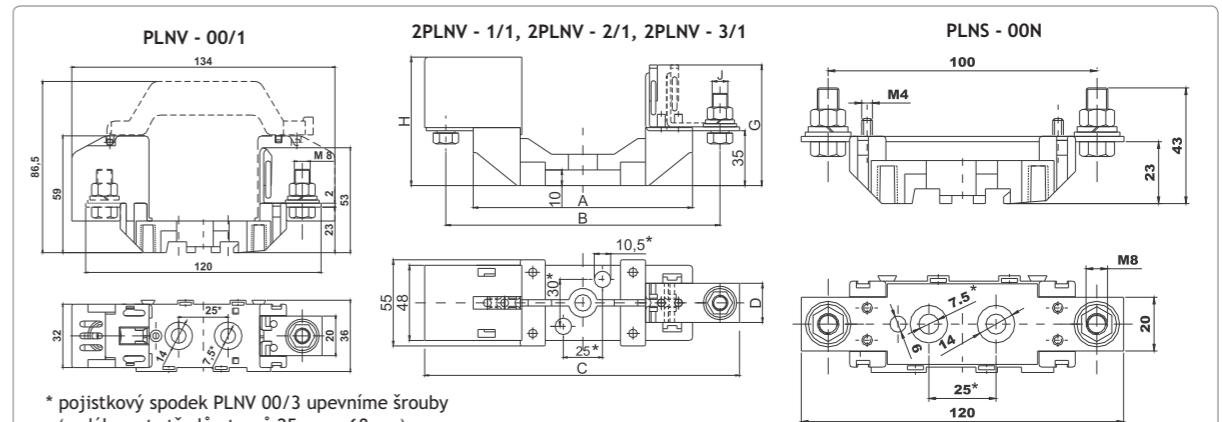 PLNV - 00/1
134
86,5
59
M 8
2
53
23
120
25*
32
14
7.5*
20
36
2PLNV - 1/1, 2PLNV - 2/1, 2PLNV - 3/1
H
J
G
35
10
A
B
10,5*
55
48
30*
D
25*
C
PLNS - 00N
100
M4
43
23
M8
7.5*
14
6
20
25*
120
* pojistkový spodek PLNV 00/3 upevníme šrouby